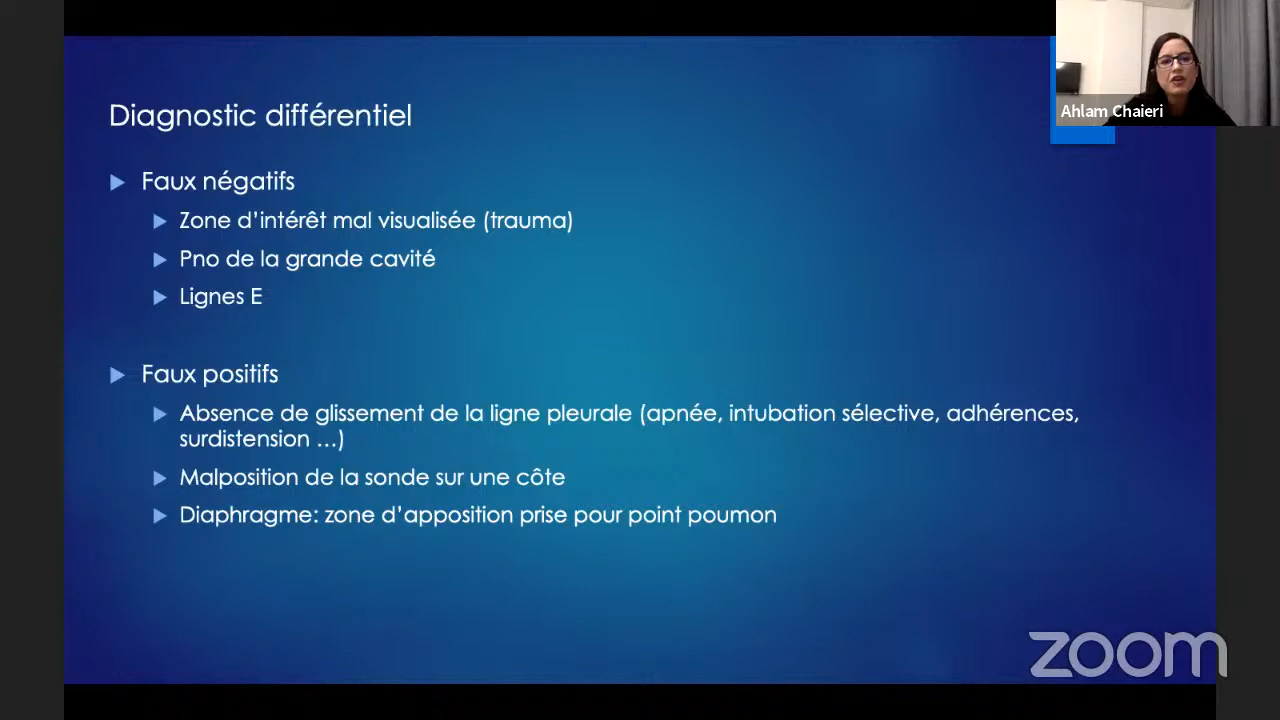 Diagnostic différentiel
Faux négatifs
Zone d'intérêt mal visualisée (trauma)
Pno de la grande cavité
Lignes E
Faux positifs
Absence de glissement de la ligne pleurale (apnée, intubation sélective, adhérences,
surdistension …)
Malposition de la sonde sur une côte
Diaphragme: zone d'apposition prise pour point poumon
Ahlam Chaieri
zoom